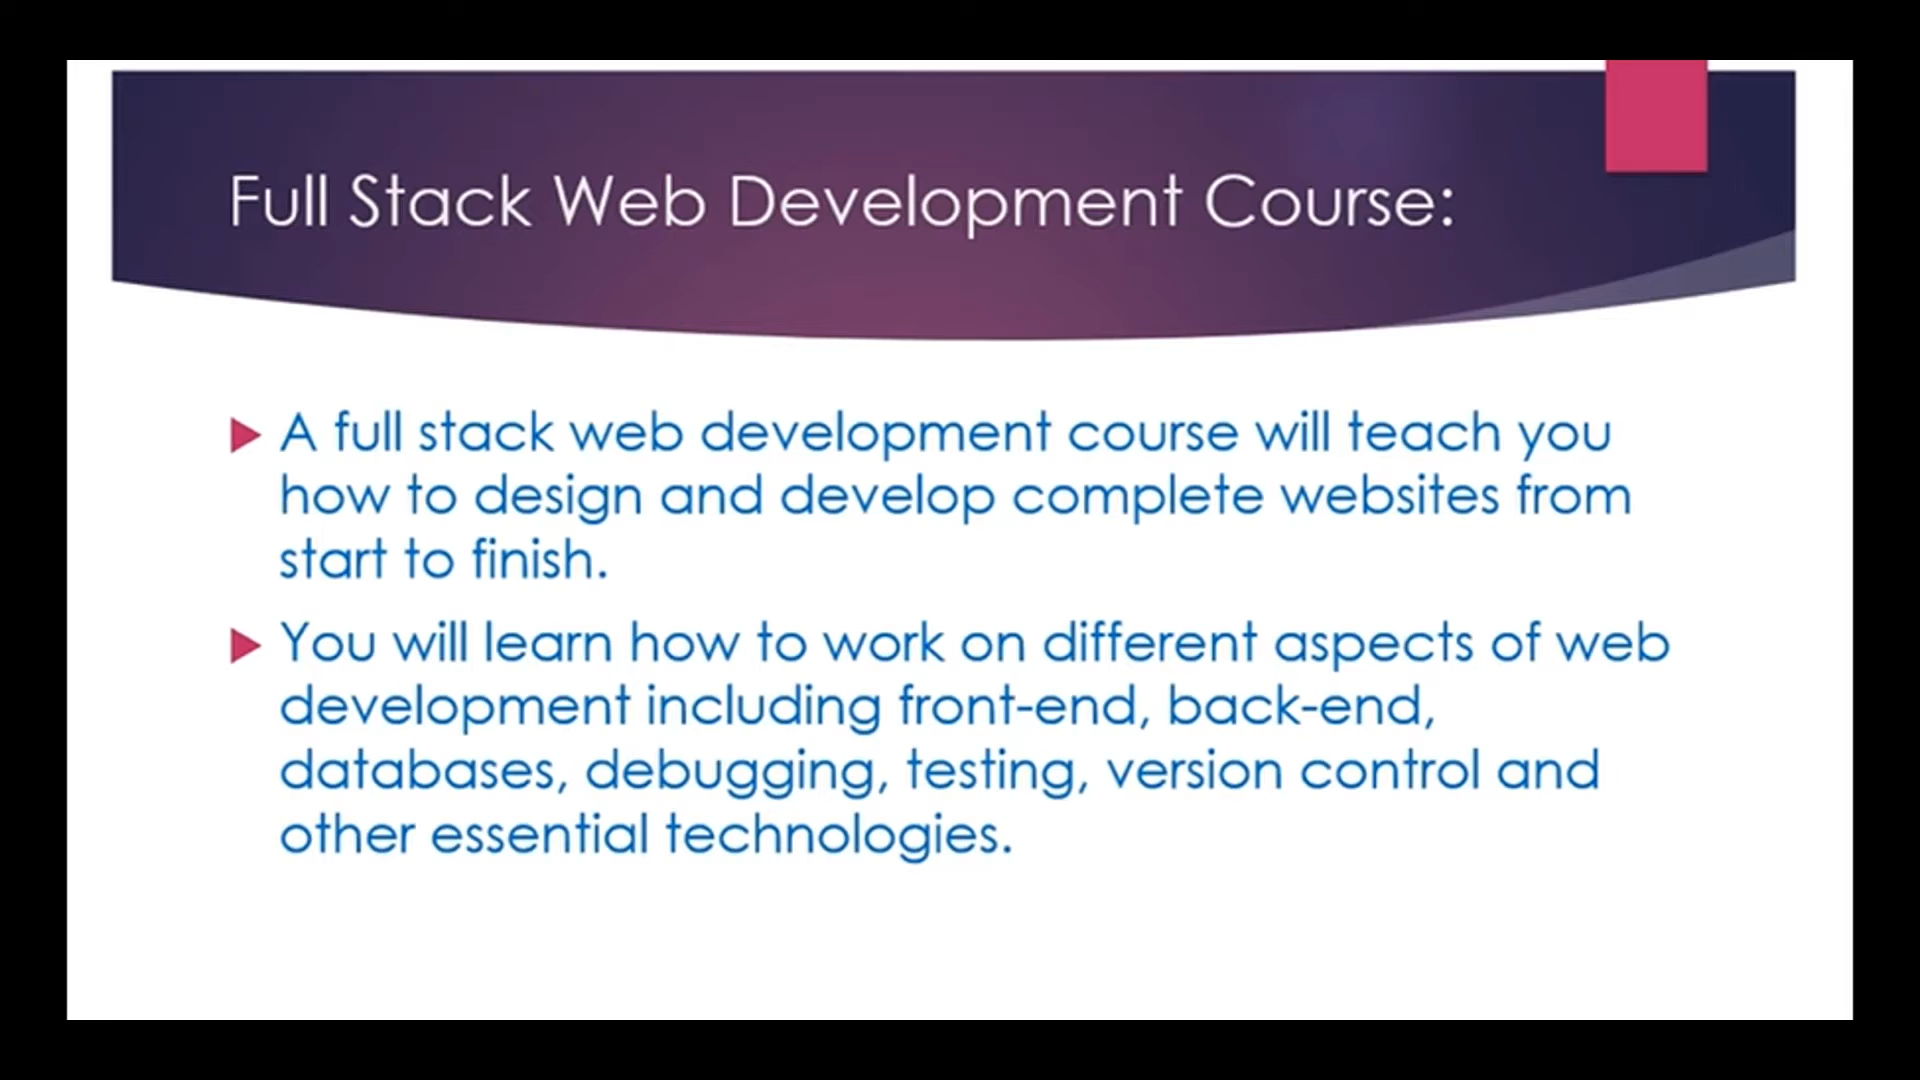 Full Stack Web Development Course:
A full stack web development course will teach you
how to design and develop complete websites from
start to finish.
You will learn how to work on different aspects of web
development including front-end, back-end,
databases, debugging, testing, version control and
other essential technologies.